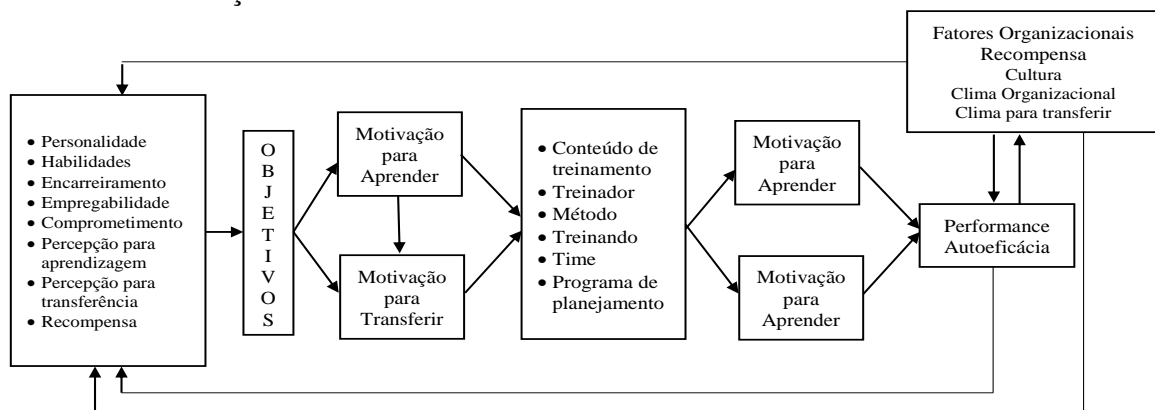 Fatores Organizacionais
Recompensa
Cultura
Clima Organizacional
Clima para transferir
• Personalidade
• Habilidades
• Encarreiramento
• Empregabilidade
• Comprometimento
• Percepção para
aprendizagem
• Percepção para
transferência
• Recompensa
O
B
J
E
T
I
V
O
S
Motivação
para
Aprender
Motivação
para
Transferir
• Conteúdo de
treinamento
• Treinador
• Método
• Treinando
• Time
• Programa de
planejamento
Motivação
para
Aprender
Motivação
para
Aprender
Performance
Autoeficácia